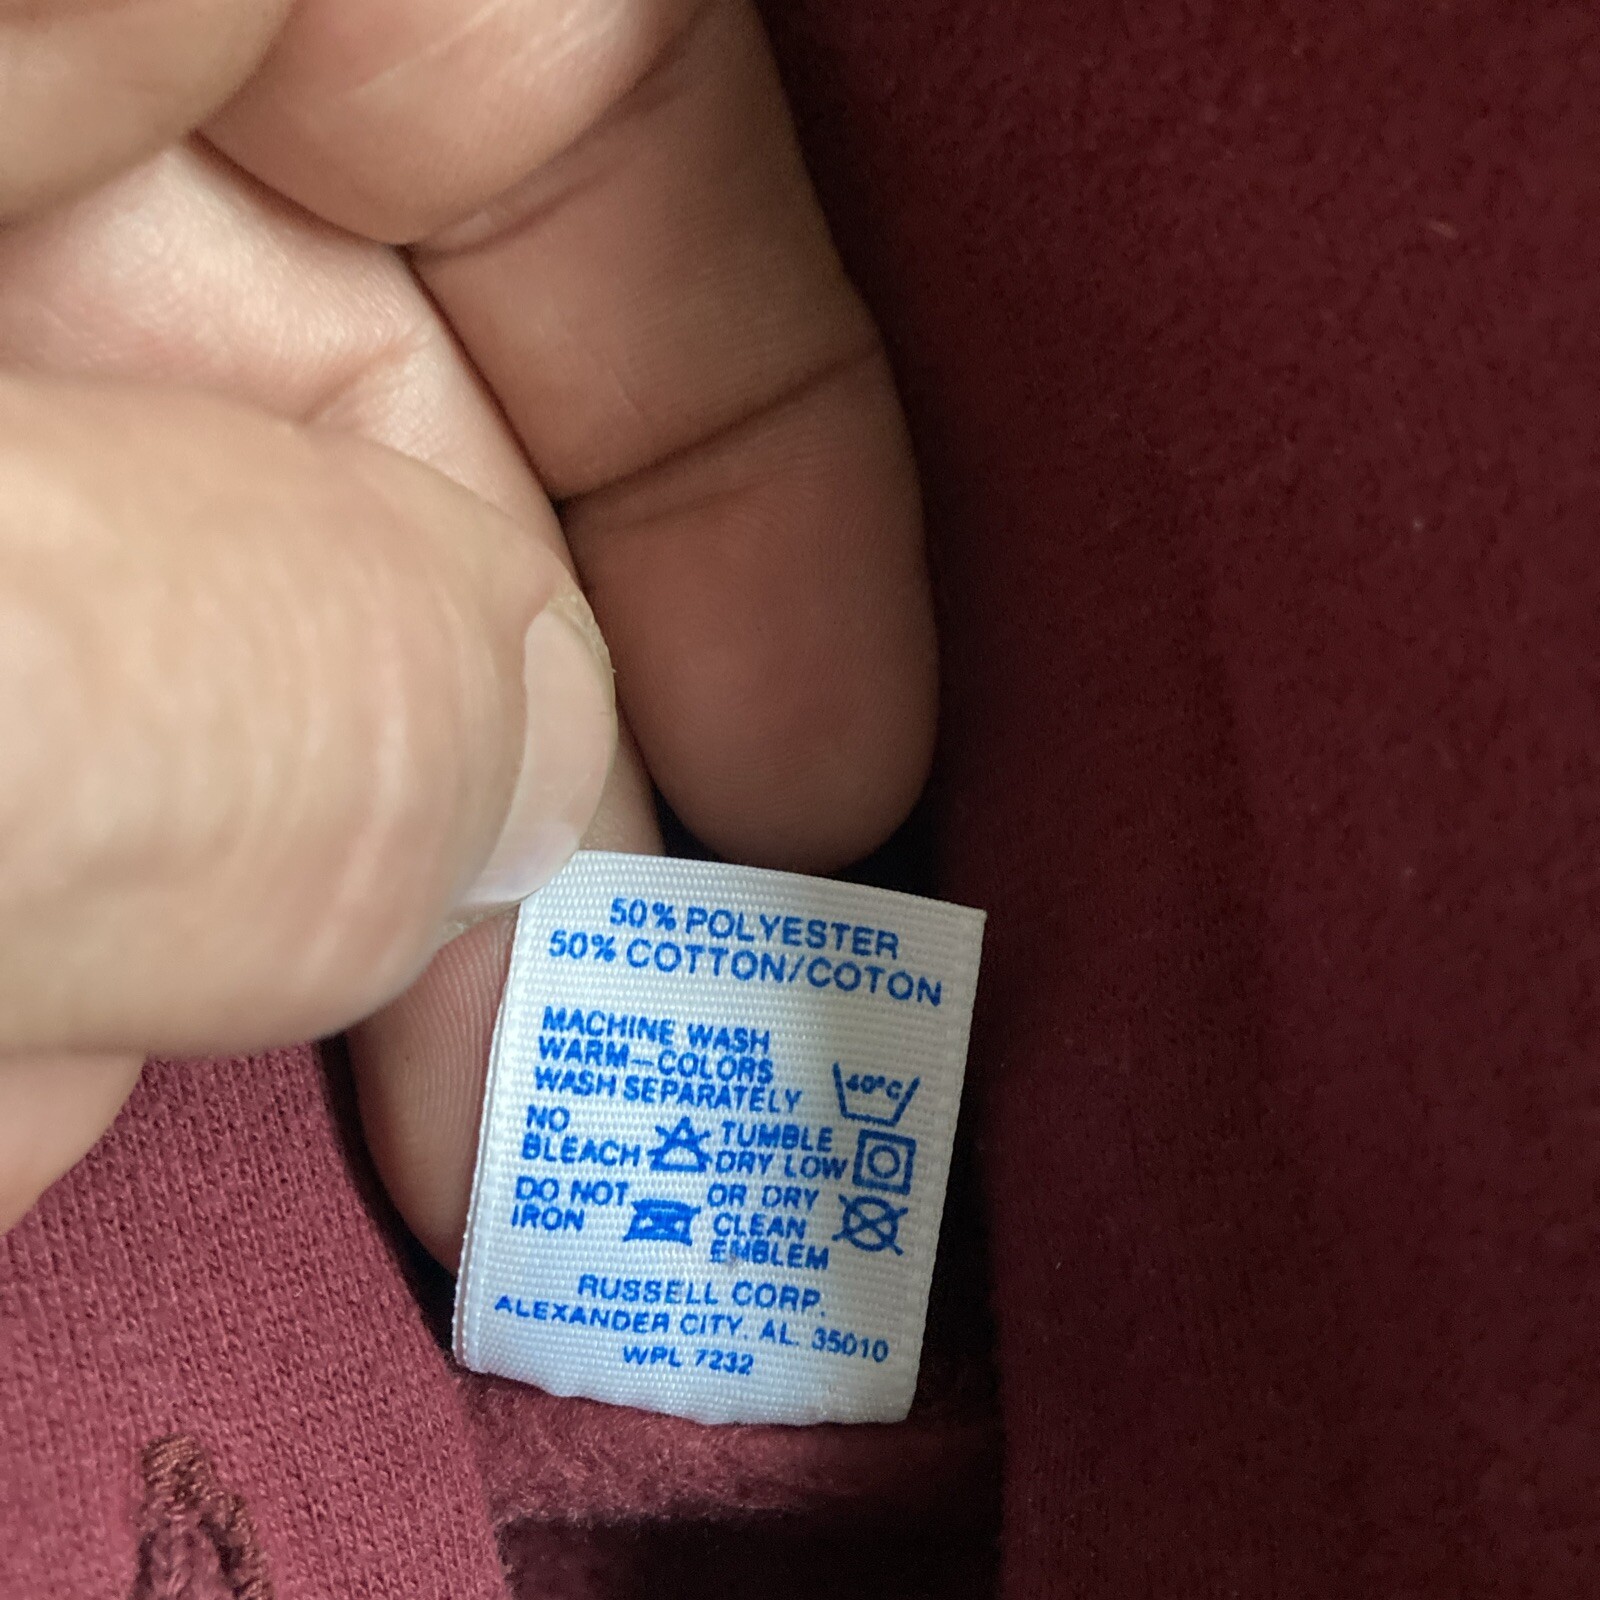 50% POLYESTER
50% COTTON/COTON
MACHINE WASH
WARM—COLORS
WASH SEPARATELY
40°C
NO
BLEACH
TUMBLE
DRY LOW
DO NOT
IRON
OR DRY
CLEAN
EMBLEM
RUSSELL CORP.
ALEXANDER CITY. AL. 35010
WPL 7232